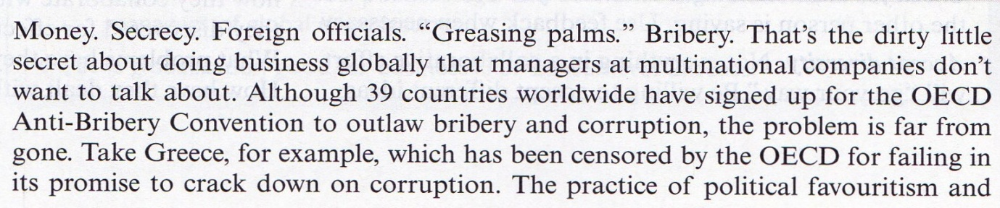 Money. Secrecy. Foreign officials. “Greasing palms.” Bribery. That’s the dirty little
secret about doing business globally that managers at multinational companies don’t
want to talk about. Although 39 countries worldwide have signed up for the OECD
Anti-Bribery Convention to outlaw bribery and corruption, the problem is far from
gone. Take Greece, for example, which has been censored by the OECD for failing in
its promise to crack down on corruption. The practice of political favouritism and